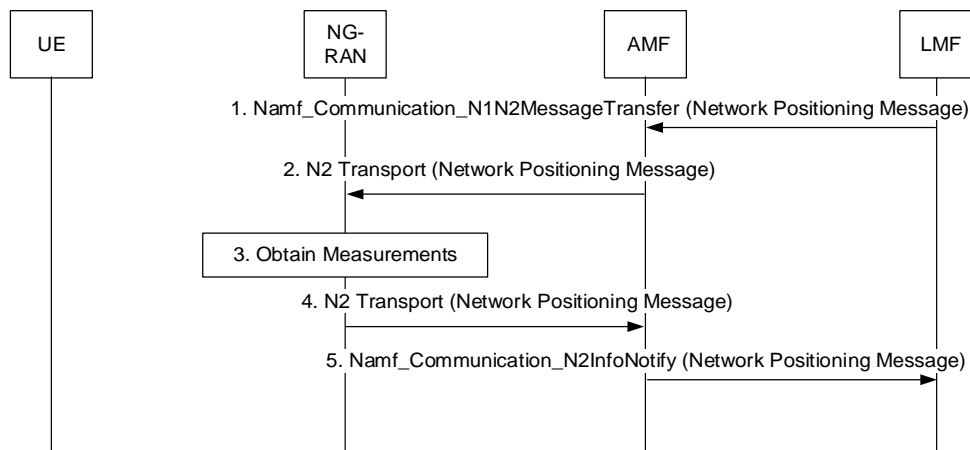 UE
NG-
RAN
AMF
LMF
1. Namf_Communication_N1N2MessageTransfer (Network Positioning Message)
2. N2 Transport (Network Positioning Message)
3. Obtain Measurements
4. N2 Transport (Network Positioning Message)
5. Namf_Communication_N2InfoNotify (Network Positioning Message)